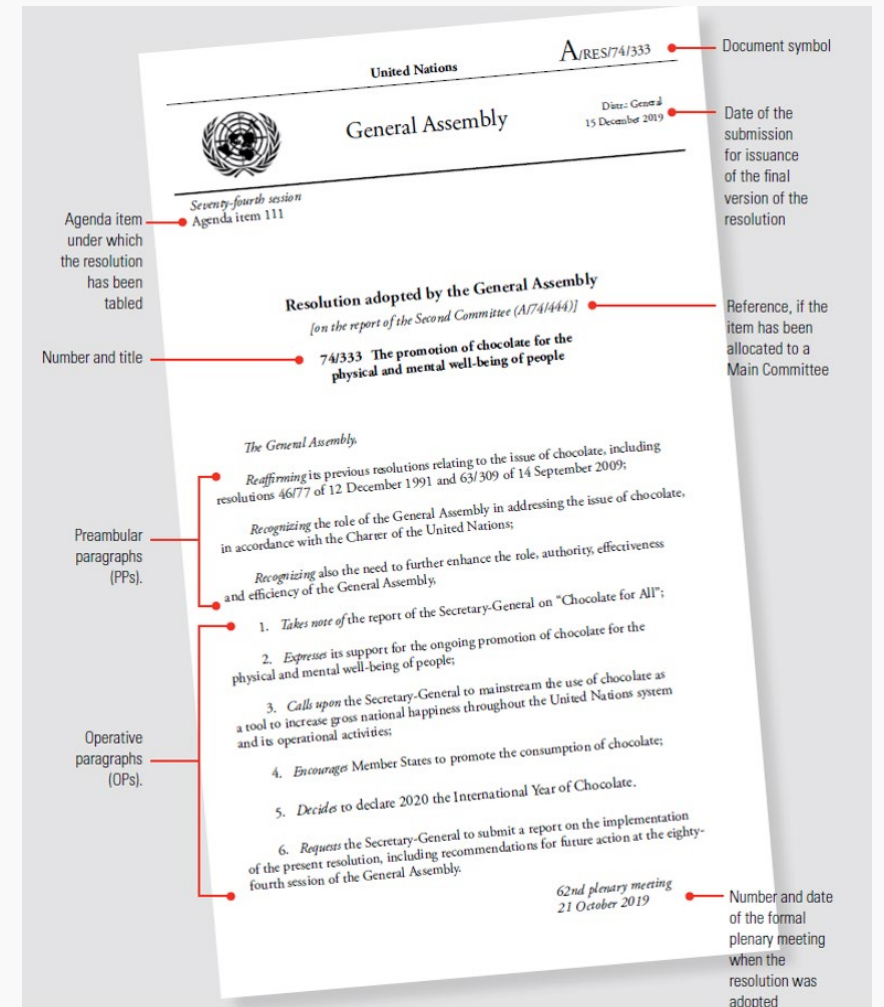 United Nations
A/RES/74/333
Document symbol
General Assembly
Distr.: General
15 December 2019
Date of the
submission
for issuance
of the final
version of the
resolution
Seventy-fourth session
Agenda item 111
Agenda item
under which
the resolution
has been
tabled
Resolution adopted by the General Assembly
[on the report of the Second Committee (A/74/444)]
Reference, if the
item has been
allocated to a
Main Committee
Number and title
74/333 The promotion of chocolate for the
physical and mental well-being of people
The General Assembly,
Reaffirming its previous resolutions relating to the issue of chocolate, including
resolutions 46/77 of 12 December 1991 and 63/309 of 14 September 2009;
Recognizing the role of the General Assembly in addressing the issue of chocolate,
in accordance with the Charter of the United Nations;
Recognizing also the need to further enhance the role, authority, effectiveness
and efficiency of the General Assembly,
Preambular
paragraphs
(PPs).
1. Takes note of the report of the Secretary-General on “Chocolate for All”;
2. Expresses its support for the ongoing promotion of chocolate for the
physical and mental well-being of people;
3. Calls upon the Secretary-General to mainstream the use of chocolate as
a tool to increase gross national happiness throughout the United Nations system
and its operational activities;
4. Encourages Member States to promote the consumption of chocolate;
5. Decides to declare 2020 the International Year of Chocolate.
6. Requests the Secretary-General to submit a report on the implementation
of the present resolution, including recommendations for future action at the eighty-
fourth session of the General Assembly.
Operative
paragraphs
(OPs).
62nd plenary meeting
21 October 2019
Number and date
of the formal
plenary meeting
when the
resolution was
adopted